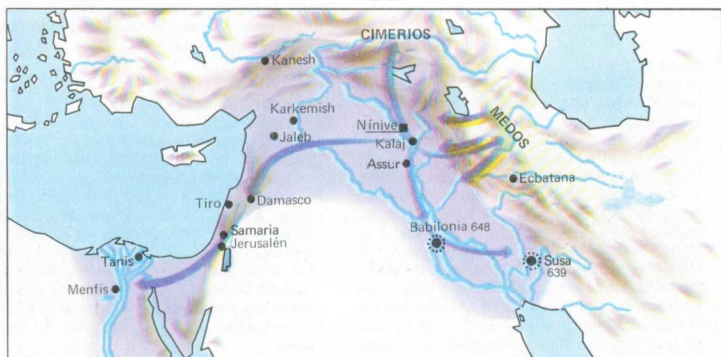 CIMERIOS
Kanesh
Karkemish
Nínive
MEDOS
Jaleb
Kalaj
Assur
Ecbatana
Tiro
Damasco
Samaria
Babilonia 648
Jerusalén
Tanis
Susa
639
Menfis